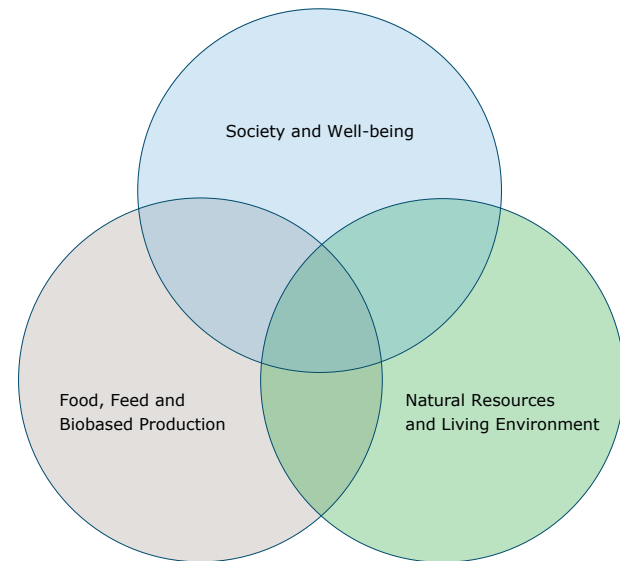 Society and Well-being
Food, Feed and
Biobased Production
Natural Resources
and Living Environment